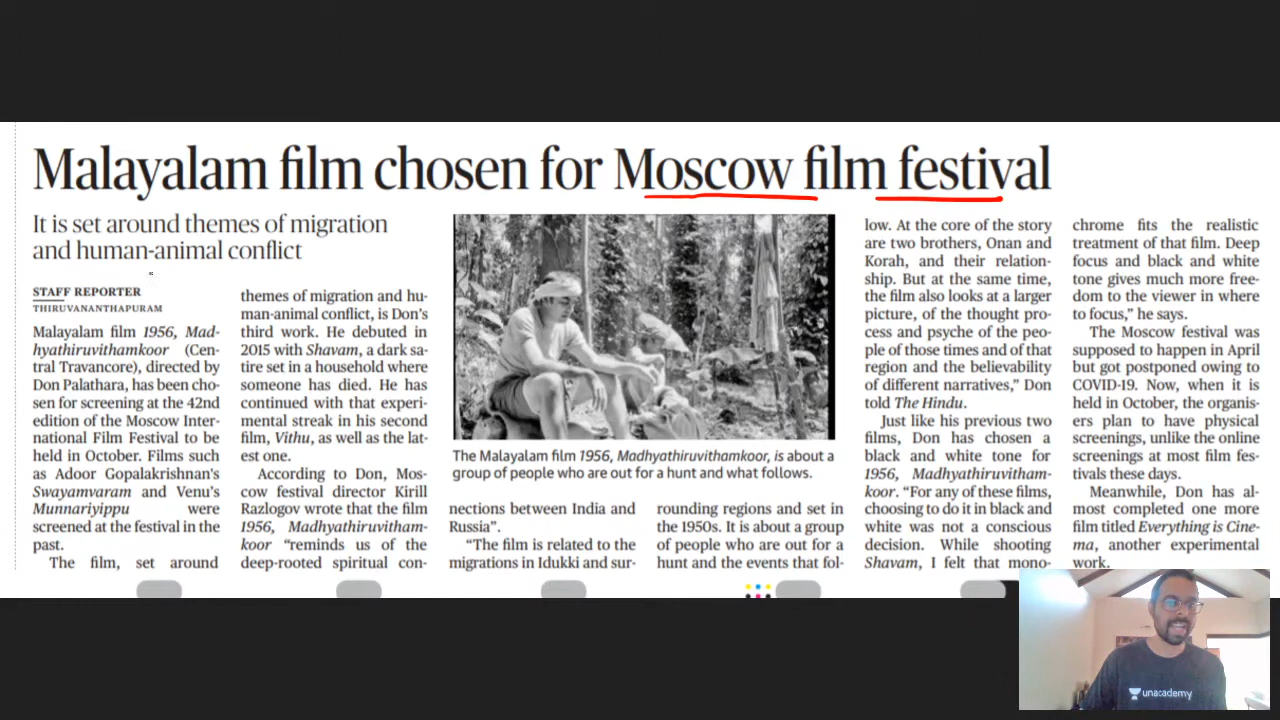 Malayalam film chosen for Moscow film festival
It is set around themes of migration
and human-animal conflict
STAFF REPORTER
THIRUVANANTHAPURAM
Malayalam film 1956, Mad-
hyathiruvithamkoor (Cen-
tral Travancore), directed by
Don Palathara, has been cho-
sen for screening at the 42nd
edition of the Moscow Inter-
national Film Festival to be
held in October. Films such
as Adoor Gopalakrishnan's
Swayamvaram and Venu's
Munnariyippu were
screened at the festival in the
past.
The film, set around
themes of migration and hu-
man-animal conflict, is Don's
third work. He debuted in
2015 with Shavam, a dark sa-
tire set in a household where
someone has died. He has
continued with that experi-
mental streak in his second
film, Vithu, as well as the lat-
est one.
According to Don, Mos-
cow festival director Kirill
Razlogov wrote that the film
1956, Madhyathiruvitham-
koor “reminds us of the
deep-rooted spiritual con-
The Malayalam film 1956, Madhyathiruvithamkoor, is about a
group of people who are out for a hunt and what follows.
nections between India and
Russia”.
“The film is related to the
migrations in Idukki and sur-
rounding regions and set in
the 1950s. It is about a group
of people who are out for a
hunt and the events that fol-
low. At the core of the story
are two brothers, Onan and
Korah, and their relation-
ship. But at the same time,
the film also looks at a larger
picture, of the thought pro-
cess and psyche of the peo-
ple of those times and of that
region and the believability
of different narratives,” Don
told The Hindu.
Just like his previous two
films, Don has chosen a
black and white tone for
1956, Madhyathiruvitham-
koor. “For any of these films,
choosing to do it in black and
white was not a conscious
decision. While shooting
Shavam, I felt that mono-
chrome fits the realistic
treatment of that film. Deep
focus and black and white
tone gives much more free-
dom to the viewer in where
to focus,” he says.
The Moscow festival was
supposed to happen in April
but got postponed owing to
COVID-19. Now, when it is
held in October, the organis-
ers plan to have physical
screenings, unlike the online
screenings at most film fes-
tivals these days.
Meanwhile, Don has al-
most completed one more
film titled Everything is Cine-
ma, another experimental
work.
unacademy